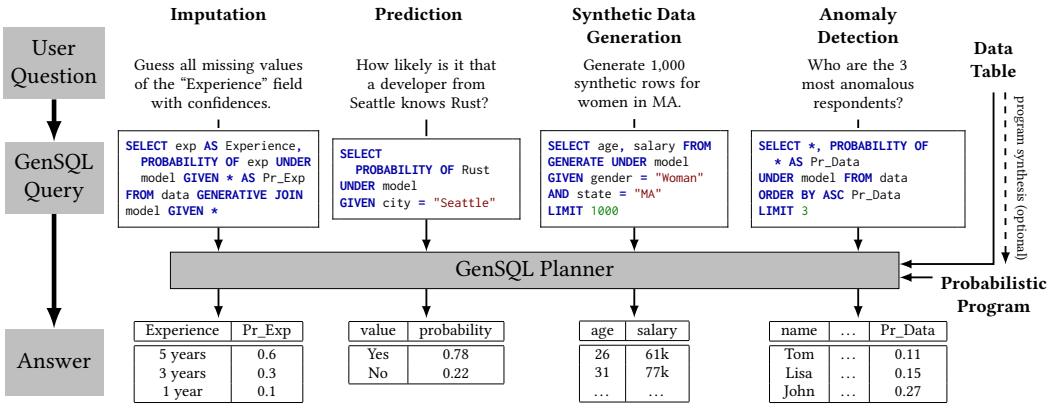 User
Question
GenSQL
Query
Answer
Imputation
Guess all missing values
of the “Experience” field
with confidences.
SELECT exp AS Experience,
PROBABILITY OF exp UNDER
model GIVEN * AS Pr_Exp
FROM data GENERATIVE JOIN
model GIVEN *
Prediction
How likely is it that
a developer from
Seattle knows Rust?
SELECT
PROBABILITY OF Rust
UNDER model
GIVEN city = "Seattle"
Synthetic Data
Generation
Generate 1,000
synthetic rows for
women in MA.
SELECT age, salary FROM
GENERATE UNDER model
GIVEN gender = "Woman"
AND state = "MA"
LIMIT 1000
Anomaly
Detection
Who are the 3
most anomalous
respondents?
SELECT *, PROBABILITY OF
* AS Pr_Data
UNDER model FROM data
ORDER BY ASC Pr_Data
LIMIT 3
Data
Table
program synthesis (optional)
GenSQL Planner
Probabilistic
Program
Experience Pr_Exp
5 years 0.6
3 years 0.3
1 year 0.1
value probability
Yes 0.78
No 0.22
age salary
26 61k
31 77k
... ...
name ... Pr_Data
Tom ... 0.11
Lisa ... 0.15
John ... 0.27